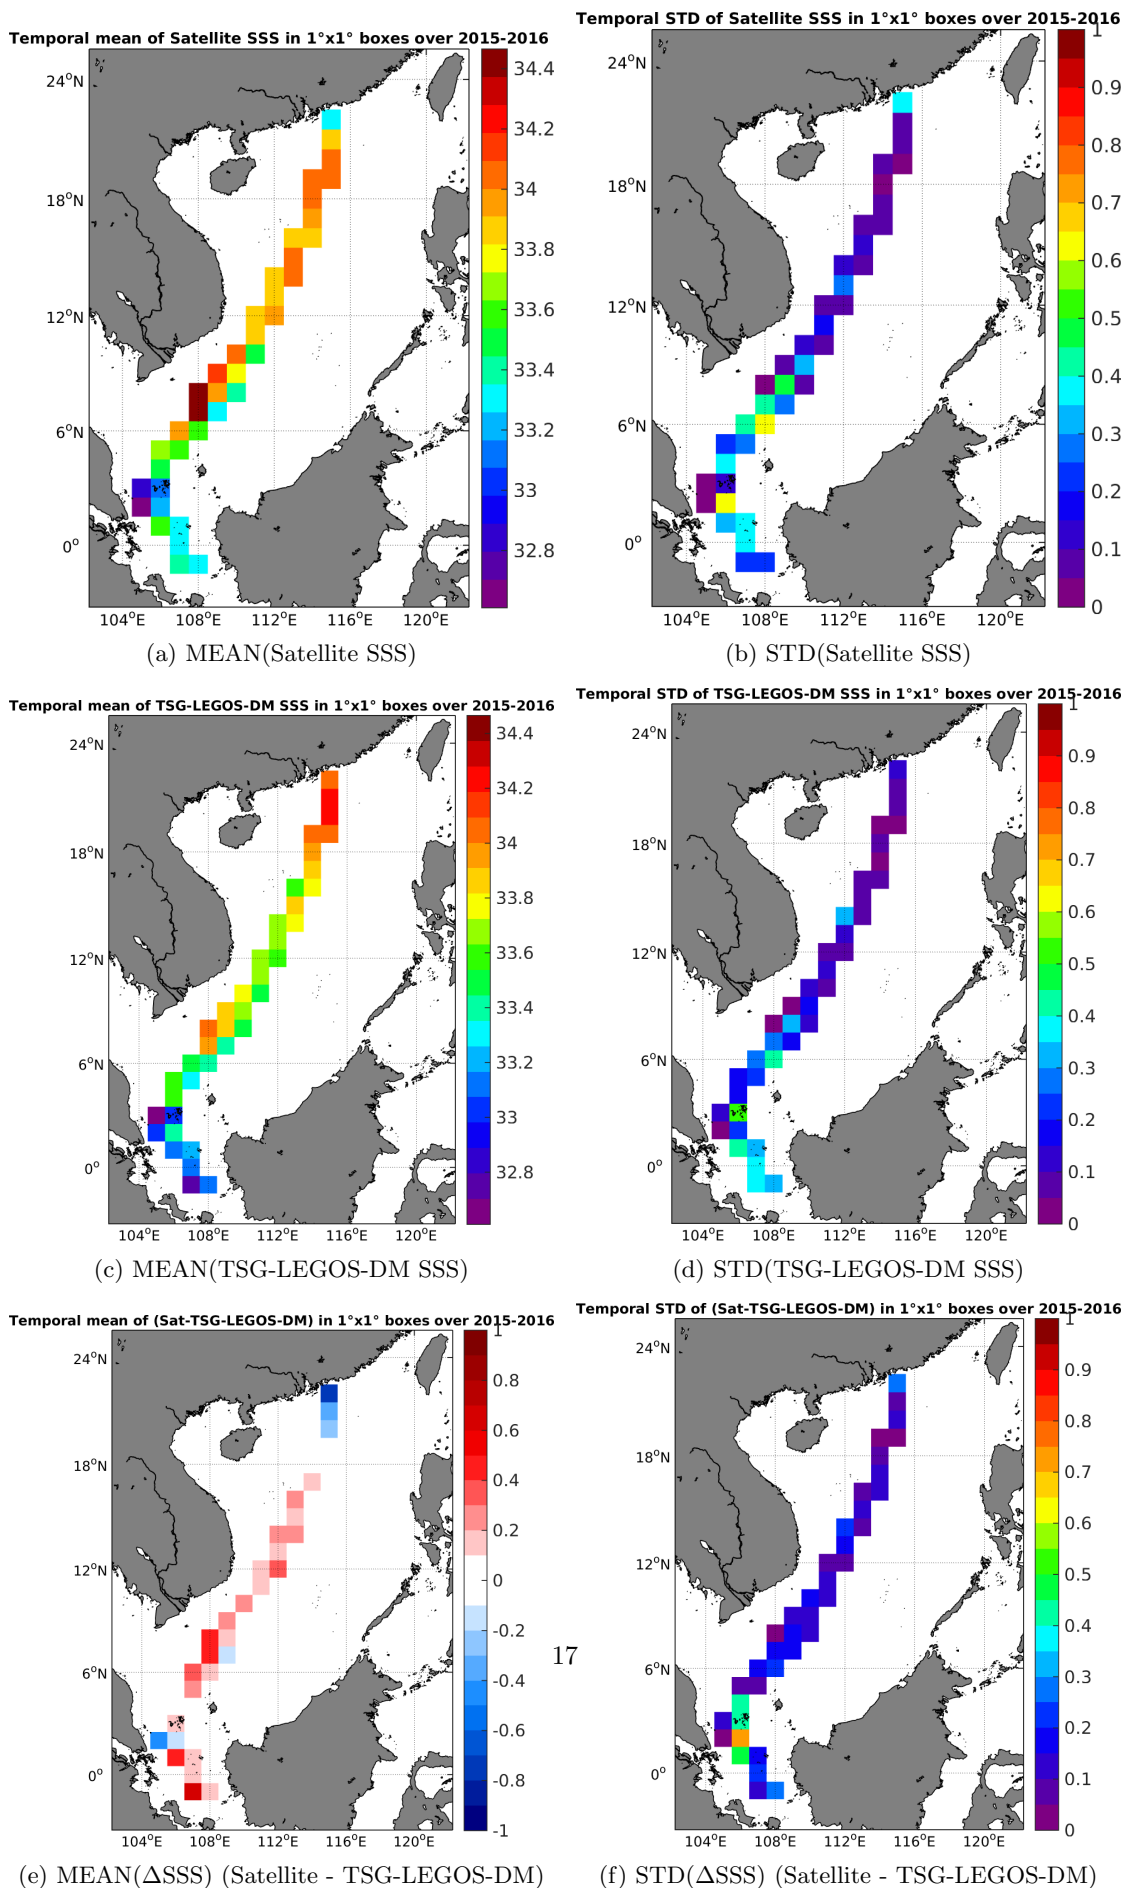 Temporal mean of Satellite SSS in 1°x1° boxes over 2015-2016
24°N
18°N
12°N
6°N
0°
104°E 108°E 112°E 116°E 120°E
34.4
34.2
34
33.8
33.6
33.4
33.2
33
32.8
(a) MEAN(Satellite SSS)
Temporal STD of Satellite SSS in 1°x1° boxes over 2015-2016
24°N
18°N
12°N
6°N
0°
104°E 108°E 112°E 116°E 120°E
1
0.9
0.8
0.7
0.6
0.5
0.4
0.3
0.2
0.1
0
(b) STD(Satellite SSS)
Temporal mean of TSG-LEGOS-DM SSS in 1°x1° boxes over 2015-2016
24°N
18°N
12°N
6°N
0°
104°E 108°E 112°E 116°E 120°E
34.4
34.2
34
33.8
33.6
33.4
33.2
33
32.8
(c) MEAN(TSG-LEGOS-DM SSS)
Temporal STD of TSG-LEGOS-DM SSS in 1°x1° boxes over 2015-2016
24°N
18°N
12°N
6°N
0°
104°E 108°E 112°E 116°E 120°E
1
0.9
0.8
0.7
0.6
0.5
0.4
0.3
0.2
0.1
0
(d) STD(TSG-LEGOS-DM SSS)
Temporal mean of (Sat-TSG-LEGOS-DM) in 1°x1° boxes over 2015-2016
24°N
18°N
12°N
6°N
0°
104°E 108°E 112°E 116°E 120°E
1
0.8
0.6
0.4
0.2
0
-0.2
-0.4
-0.6
-0.8
-1
(e) MEAN(ΔSSS) (Satellite - TSG-LEGOS-DM)
17
Temporal STD of (Sat-TSG-LEGOS-DM) in 1°x1° boxes over 2015-2016
24°N
18°N
12°N
6°N
0°
104°E 108°E 112°E 116°E 120°E
1
0.9
0.8
0.7
0.6
0.5
0.4
0.3
0.2
0.1
0
(f) STD(ΔSSS) (Satellite - TSG-LEGOS-DM)